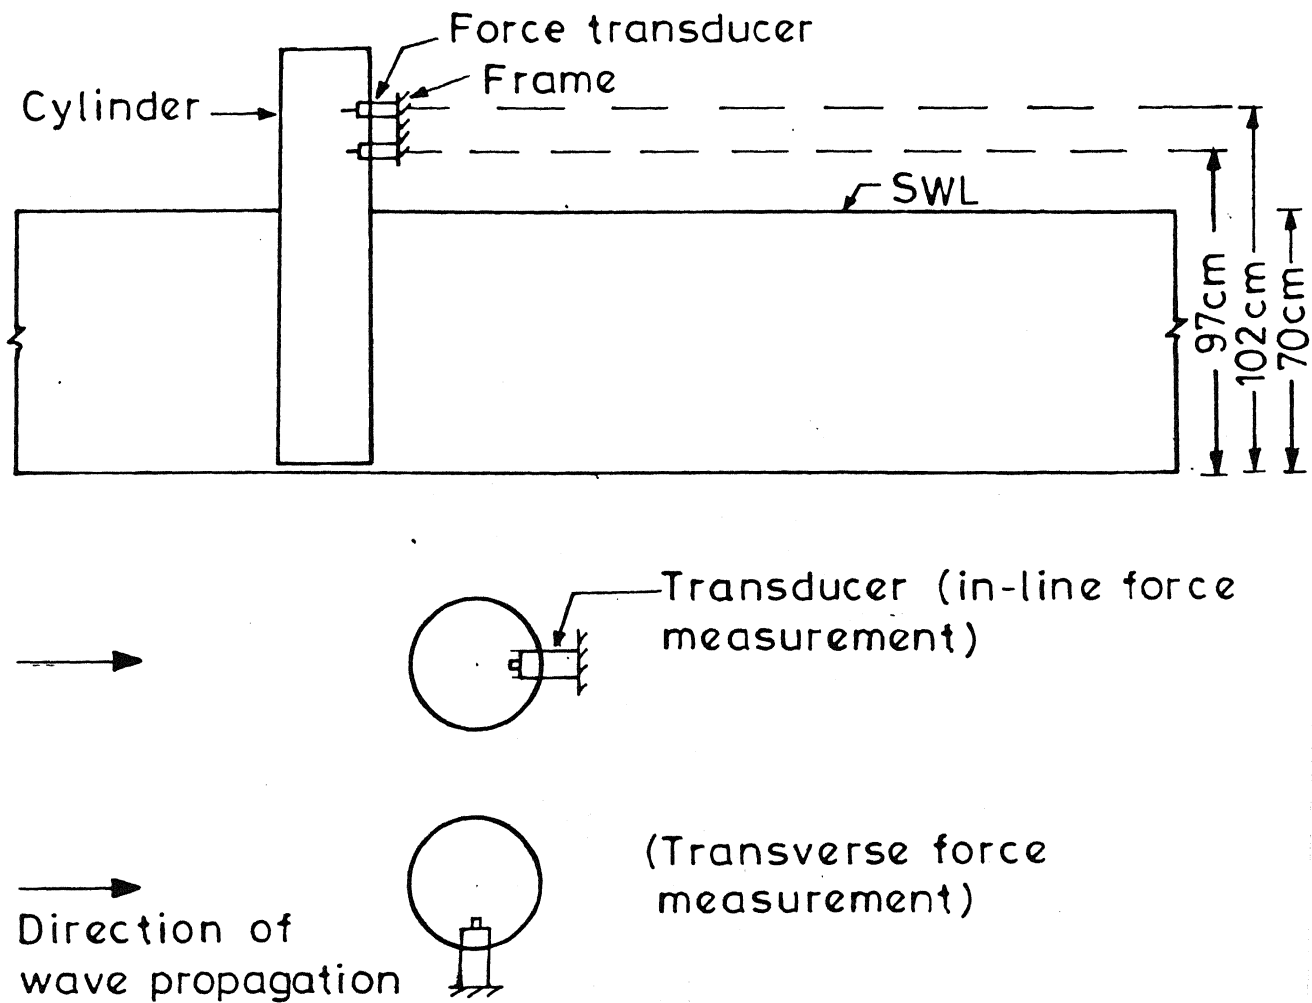 Force transducer
Frame
Cylinder
SWL
97cm
102cm
70cm
Transducer (in-line force
measurement)
(Transverse force
measurement)
Direction of
wave propagation